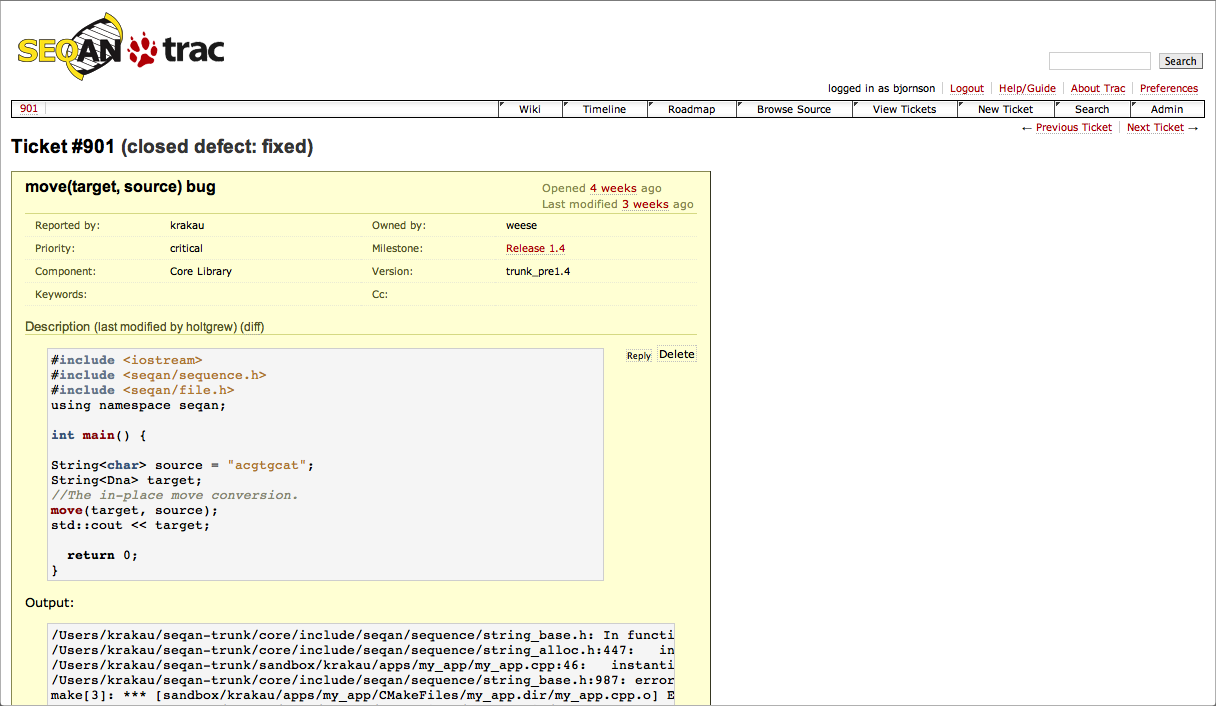 SEQAN trac
Search
logged in as bjornson Logout Help/Guide About Trac Preferences
901 Wiki Timeline Roadmap Browse Source View Tickets New Ticket Search Admin
← Previous Ticket Next Ticket →
Ticket #901 (closed defect: fixed)
move(target, source) bug
Opened 4 weeks ago
Last modified 3 weeks ago
Reported by: krakau Owned by: weese
Priority: critical Milestone: Release 1.4
Component: Core Library Version: trunk_pre1.4
Keywords: Cc:
Description (last modified by holtgrew) (diff)
Reply Delete
#include <iostream>
#include <seqan/sequence.h>
#include <seqan/file.h>
using namespace seqan;
int main() {
String<char> source = "acgtgcat";
String<Dna> target;
//The in-place move conversion.
move(target, source);
std::cout << target;
return 0;
}
Output:
/Users/krakau/seqan-trunk/core/include/seqan/sequence/string_base.h: In functi
/Users/krakau/seqan-trunk/core/include/seqan/sequence/string_alloc.h:447: in
/Users/krakau/seqan-trunk/sandbox/krakau/apps/my_app/my_app.cpp:46: instanti
/Users/krakau/seqan-trunk/core/include/seqan/sequence/string_base.h:987: error
make[3]: *** [sandbox/krakau/apps/my_app/CMakeFiles/my_app.dir/my_app.cpp.o] E